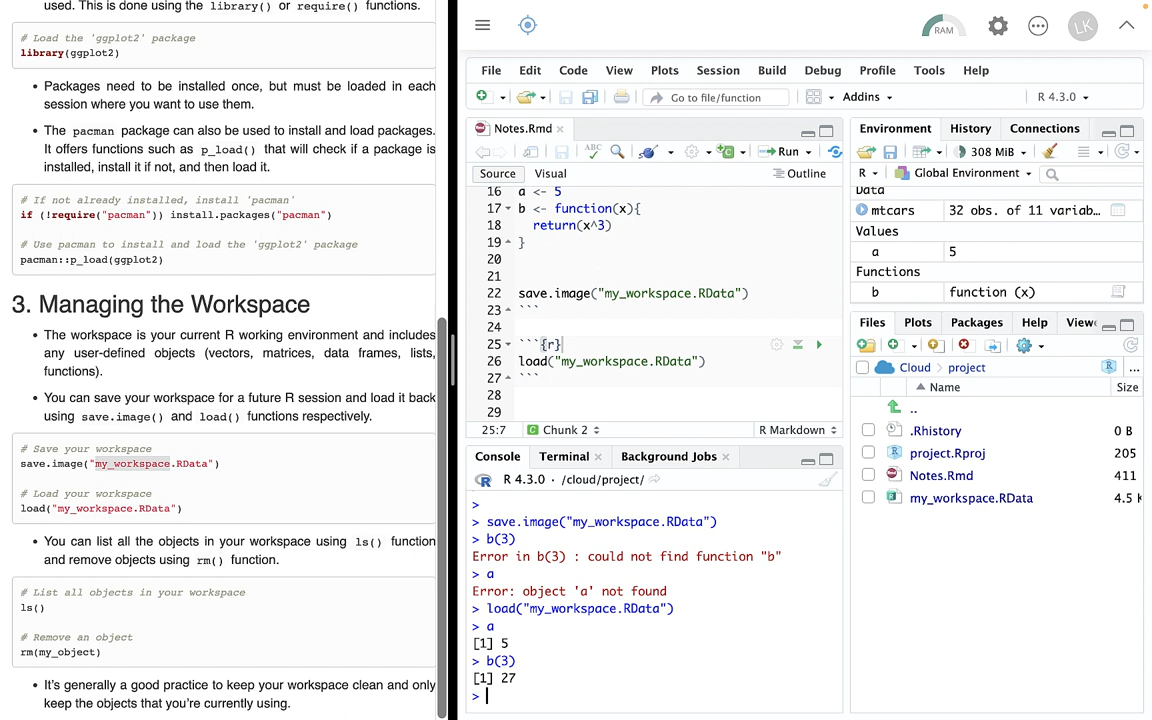 used. This is done using the library() or require() functions.
# Load the 'ggplot2' package
library(ggplot2)
• Packages need to be installed once, but must be loaded in each
session where you want to use them.
• The pacman package can also be used to install and load packages.
It offers functions such as p_load() that will check if a package is
installed, install it if not, and then load it.
# If not already installed, install 'pacman'
if (!require("pacman")) install.packages("pacman")
# Use pacman to install and load the 'ggplot2' package
pacman::p_load(ggplot2)
3. Managing the Workspace
• The workspace is your current R working environment and includes
any user-defined objects (vectors, matrices, data frames, lists,
functions).
• You can save your workspace for a future R session and load it back
using save.image() and load() functions respectively.
# Save your workspace
save.image("my_workspace.RData")
# Load your workspace
load("my_workspace.RData")
• You can list all the objects in your workspace using ls() function
and remove objects using rm() function.
# List all objects in your workspace
ls()
# Remove an object
rm(my_object)
• It's generally a good practice to keep your workspace clean and only
keep the objects that you're currently using.
RAM
LK
File Edit Code View Plots Session Build Debug Profile Tools Help
Go to file/function
Addins
R 4.3.0
Notes.Rmd
ABC
Run
Source Visual
Outline
16 a <- 5
17 b <- function(x){
18 return(x^3)
19 }
20
21
22 save.image("my_workspace.RData")
23 ```
24
25 ```{r}
26 load("my_workspace.RData")
27 ```
28
29
25:7 Chunk 2
R Markdown
Console Terminal Background Jobs
R 4.3.0 · /cloud/project/
>
> save.image("my_workspace.RData")
> b(3)
Error in b(3) : could not find function "b"
> a
Error: object 'a' not found
> load("my_workspace.RData")
> a
[1] 5
> b(3)
[1] 27
>
Environment History Connections
308 MiB
R Global Environment
Data
mtcars 32 obs. of 11 variab…
Values
a 5
Functions
b function (x)
Files Plots Packages Help View
Cloud project
...
Name Size
..
.Rhistory 0 B
project.Rproj 205
Notes.Rmd 411
my_workspace.RData 4.5 K